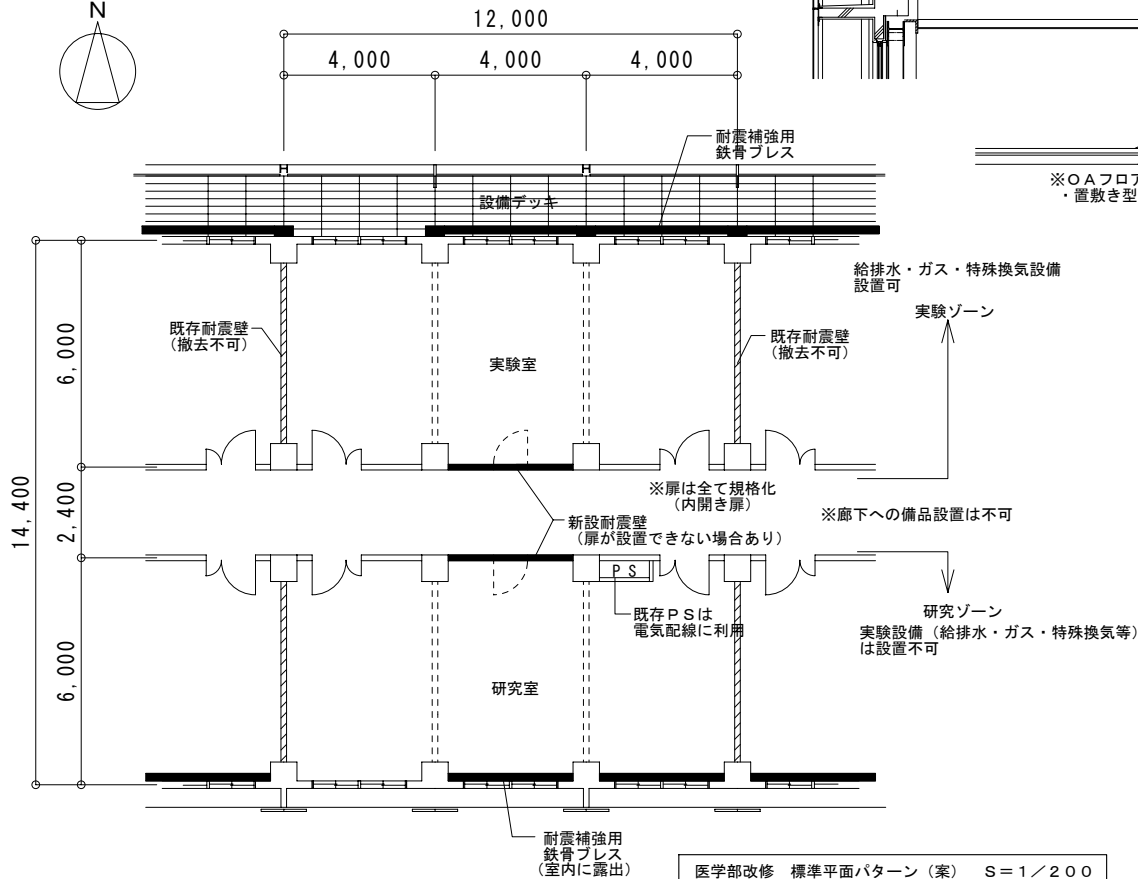 N
12,000
4,000
4,000
4,000
耐震補強用
鉄骨ブレス
※OAフロア
・置敷き型
設備デッキ
給排水・ガス・特殊換気設備
設置可
実験ゾーン
既存耐震壁
(撤去不可)
既存耐震壁
(撤去不可)
6,000
実験室
14,400
2,400
※扉は全て規格化
(内開き扉)
※廊下への備品設置は不可
新設耐震壁
(扉が設置できない場合あり)
PS
既存PSは
電気配線に利用
研究ゾーン
実験設備(給排水・ガス・特殊換気等)
は設置不可
6,000
研究室
耐震補強用
鉄骨ブレス
(室内に露出)
医学部改修 標準平面パターン(案) S=1/200